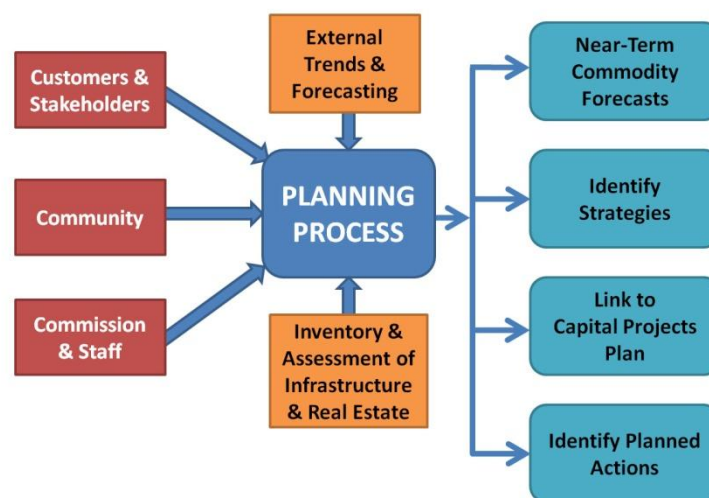 Customers &
Stakeholders
Community
Commission
& Staff
External
Trends &
Forecasting
PLANNING
PROCESS
Inventory &
Assessment of
Infrastructure
& Real Estate
Near-Term
Commodity
Forecasts
Identify
Strategies
Link to
Capital Projects
Plan
Identify Planned
Actions